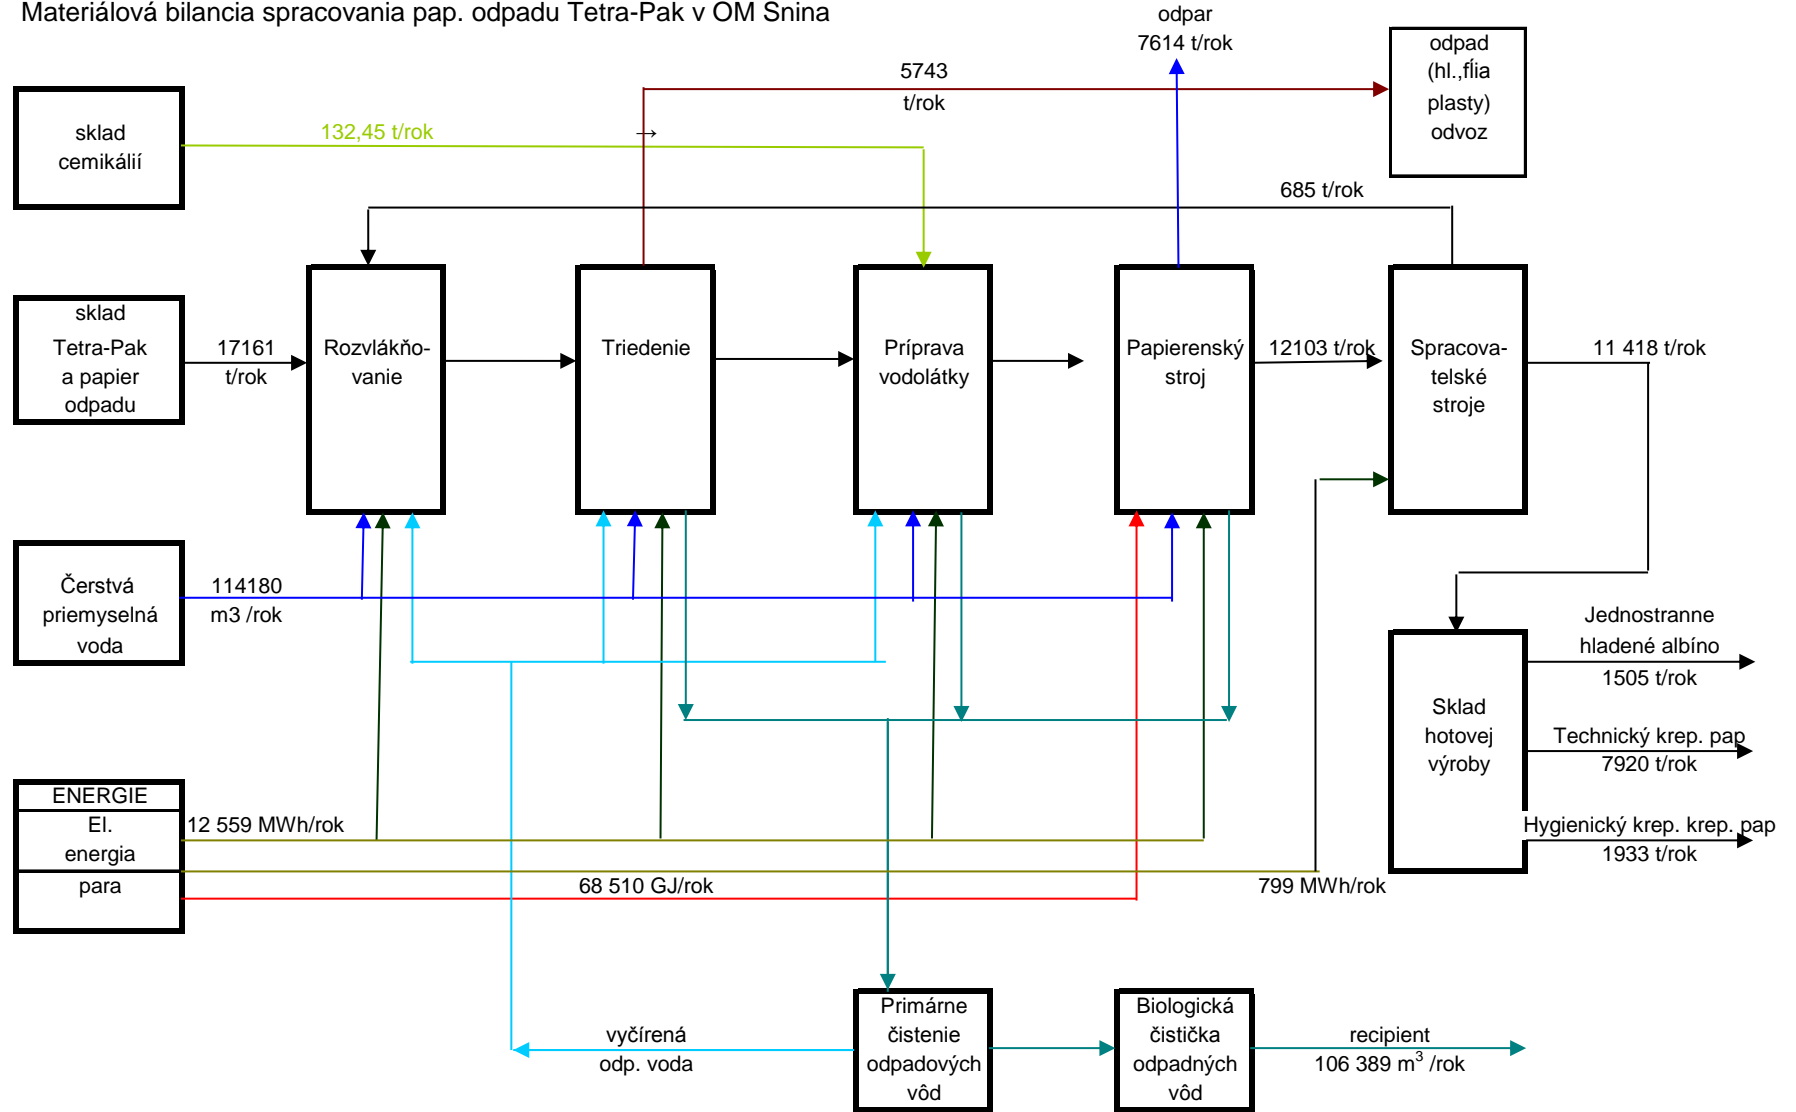 Materiálová bilancia spracovania pap. odpadu Tetra-Pak v OM Snina
odpar
7614 t/rok
odpad
(hl.,fĺia
plasty)
odvoz
5743
t/rok
sklad
cemikálií
132,45 t/rok
→
685 t/rok
sklad
Tetra-Pak
a papier
odpadu
17161
t/rok
Rozvlákňo-
vanie
Triedenie
Príprava
vodolátky
Papierenský
stroj
12103 t/rok
Spracova-
telské
stroje
11 418 t/rok
Čerstvá
priemyselná
voda
114180
m3 /rok
Jednostranne
hladené albíno
1505 t/rok
Sklad
hotovej
výroby
Technický krep. pap
7920 t/rok
Hygienický krep. krep. pap
1933 t/rok
ENERGIE
El.
energia
para
12 559 MWh/rok
68 510 GJ/rok
799 MWh/rok
vyčírená
odp. voda
Primárne
čistenie
odpadových
vôd
Biologická
čistička
odpadných
vôd
recipient
106 389 m³ /rok